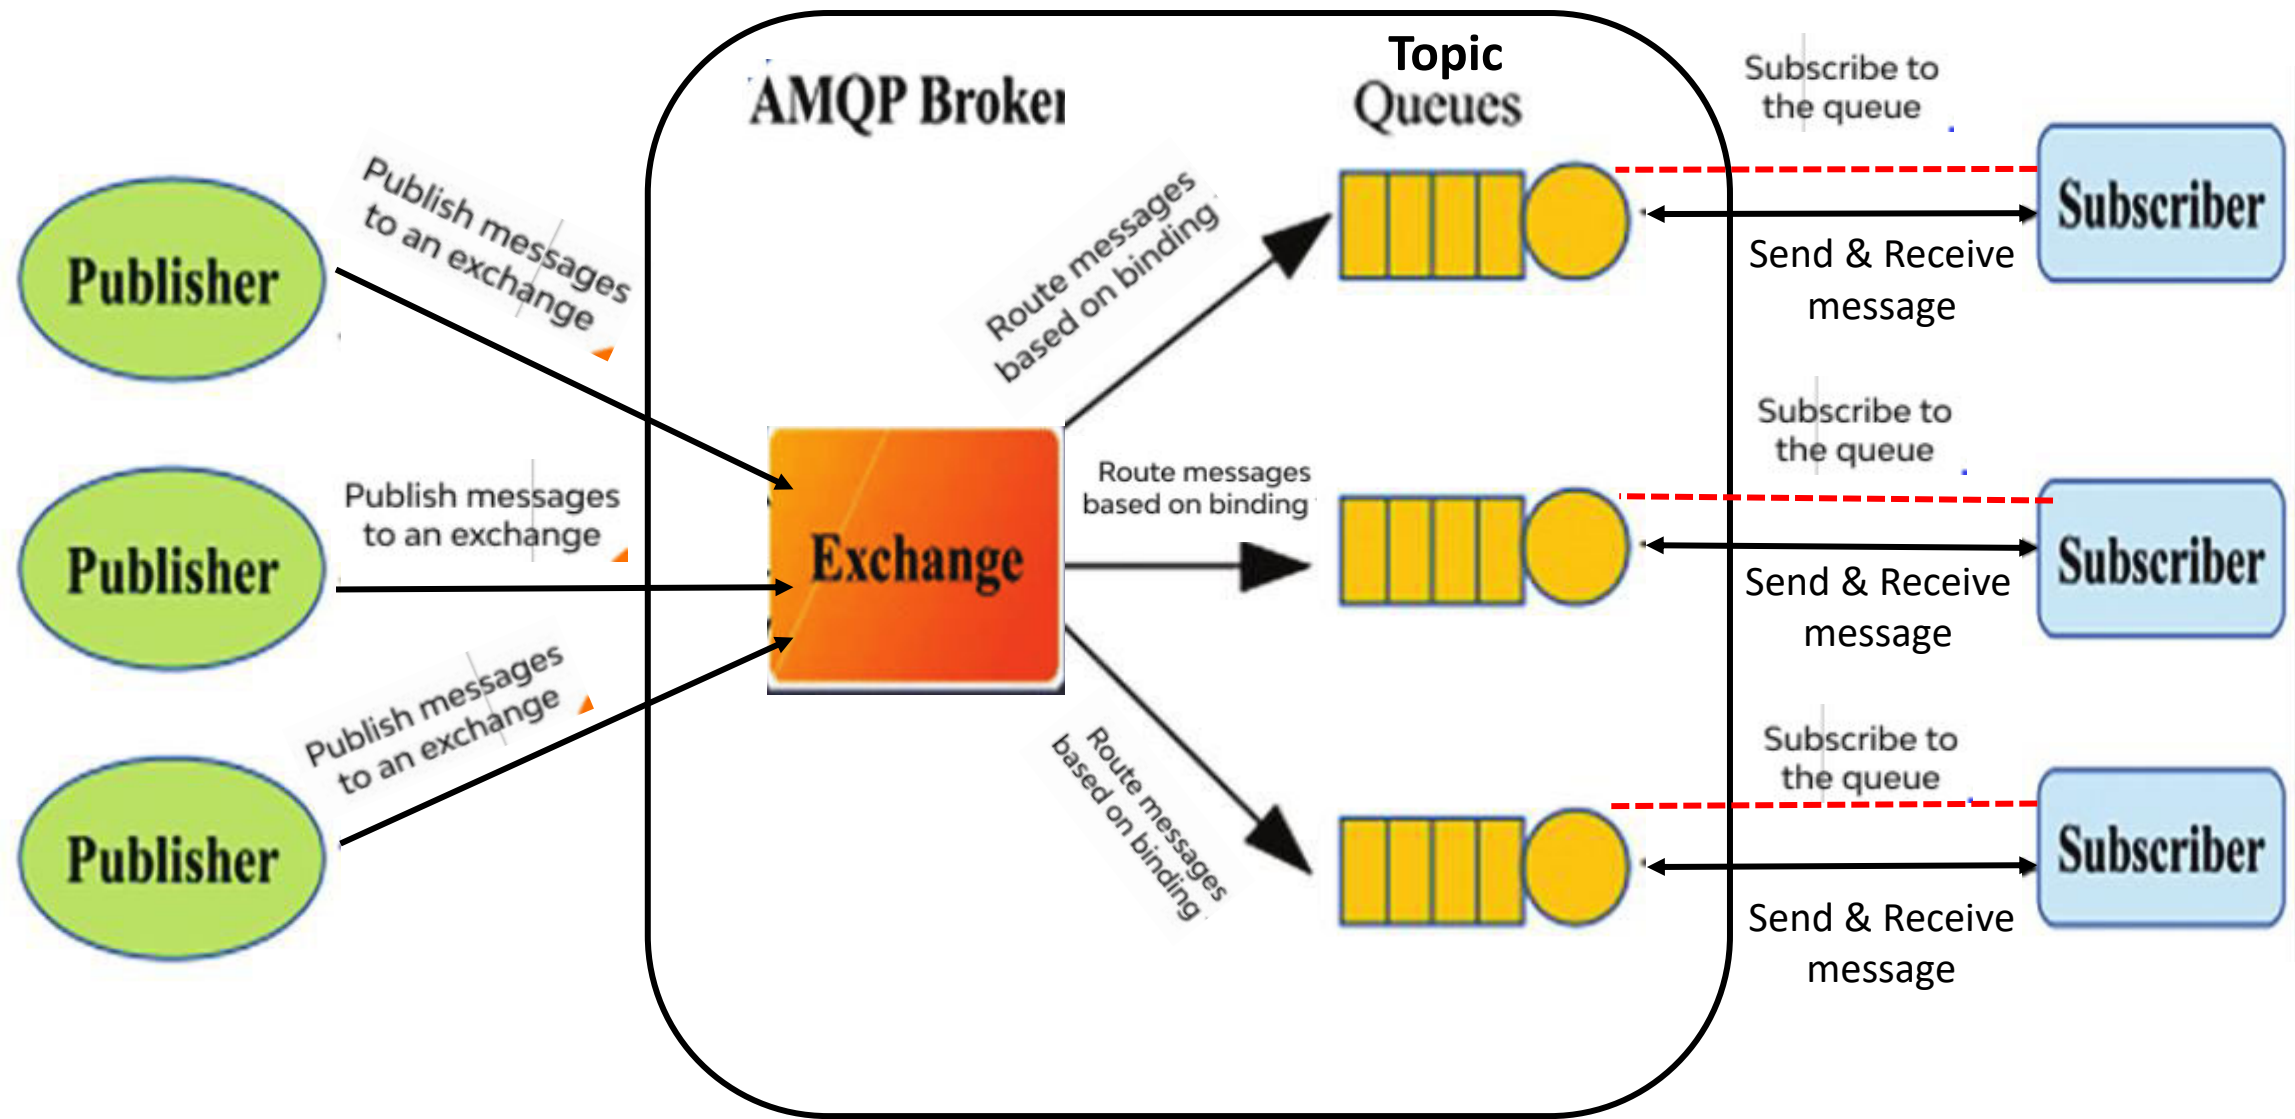 AMQP Broker
Topic
Queues
Publisher
Publish messages
to an exchange
Route messages
based on binding
Subscribe to
the queue
Send & Receive
message
Subscriber
Publisher
Publish messages
to an exchange
Exchange
Route messages
based on binding
Subscribe to
the queue
Send & Receive
message
Subscriber
Publisher
Publish messages
to an exchange
Route messages
based on binding
Subscribe to
the queue
Send & Receive
message
Subscriber